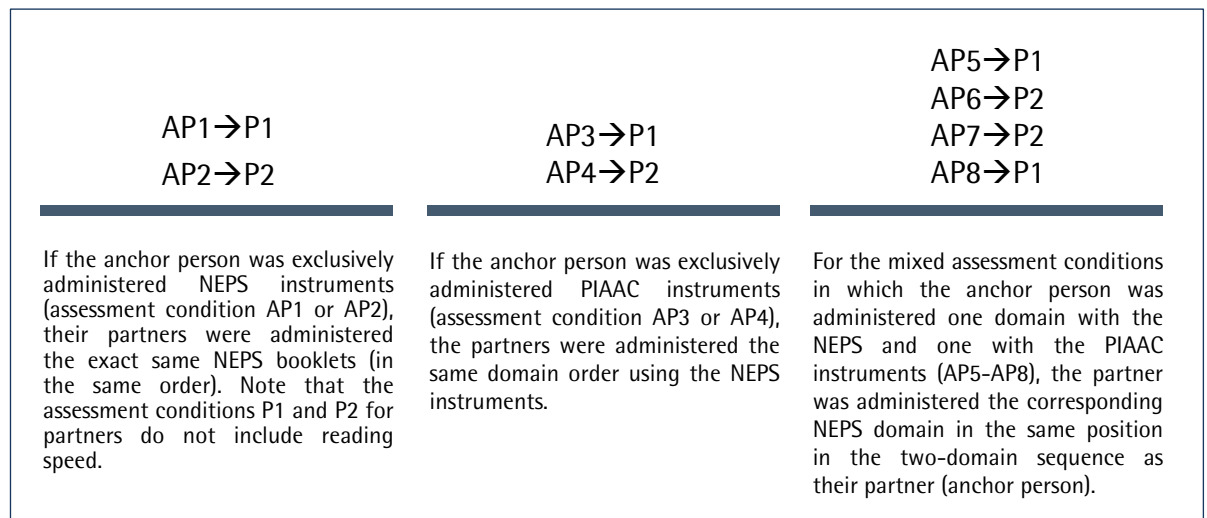 AP1→P1
AP2→P2
If the anchor person was exclusively
administered NEPS instruments
(assessment condition AP1 or AP2),
their partners were administered
the exact same NEPS booklets (in
the same order). Note that the
assessment conditions P1 and P2 for
partners do not include reading
speed.
AP3→P1
AP4→P2
If the anchor person was exclusively
administered PIAAC instruments
(assessment condition AP3 or AP4),
the partners were administered the
same domain order using the NEPS
instruments.
AP5→P1
AP6→P2
AP7→P2
AP8→P1
For the mixed assessment conditions
in which the anchor person was
administered one domain with the
NEPS and one with the PIAAC
instruments (AP5-AP8), the partner
was administered the corresponding
NEPS domain in the same position
in the two-domain sequence as
their partner (anchor person).